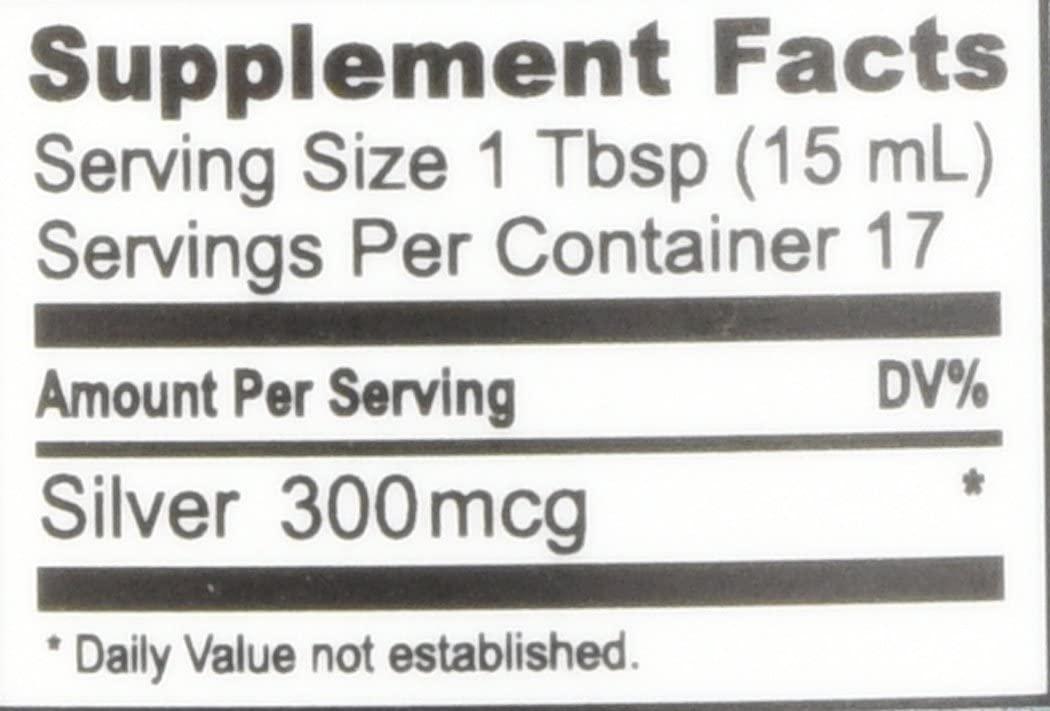 Supplement Facts
Serving Size 1 Tbsp (15 mL)
Servings Per Container 17
Amount Per Serving DV%
Silver 300mcg *
* Daily Value not established.